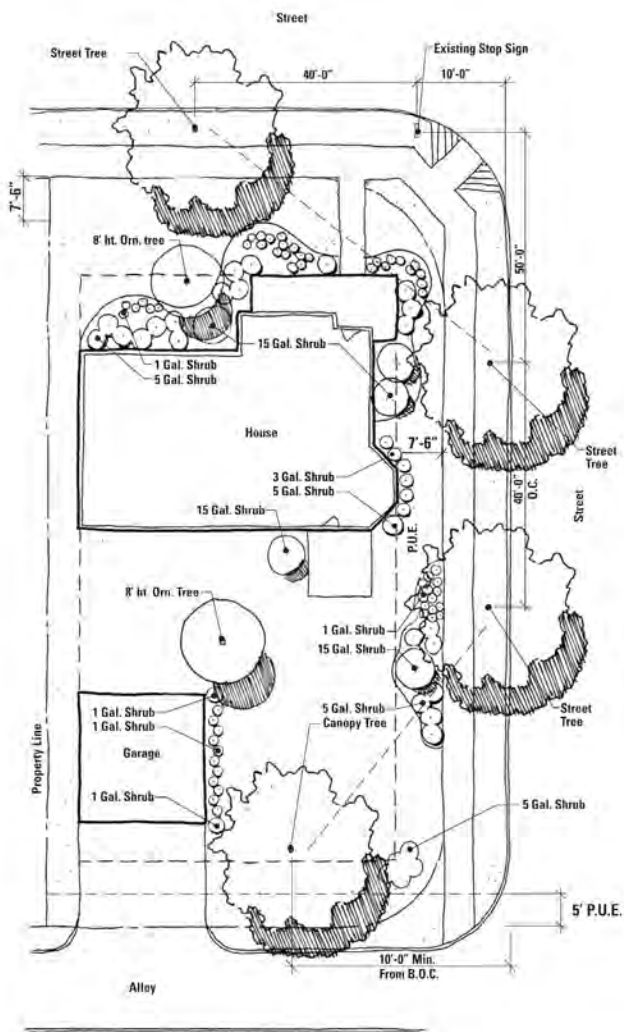 Street
Street Tree
Existing Stop Sign
40'-0"
10'-0"
7'-6"
50'-0"
8' ht. Orn. tree
15 Gal. Shrub
1 Gal. Shrub
5 Gal. Shrub
House
7'-6"
Street
Tree
3 Gal. Shrub
5 Gal. Shrub
40'-0"
O.C.
Street
15 Gal. Shrub
P.U.E.
8' ht. Orn. Tree
1 Gal. Shrub
15 Gal. Shrub
5 Gal. Shrub
Canopy Tree
Street
Tree
1 Gal. Shrub
1 Gal. Shrub
Garage
Property Line
1 Gal. Shrub
5 Gal. Shrub
5' P.U.E.
10'-0" Min.
From B.O.C.
Alley